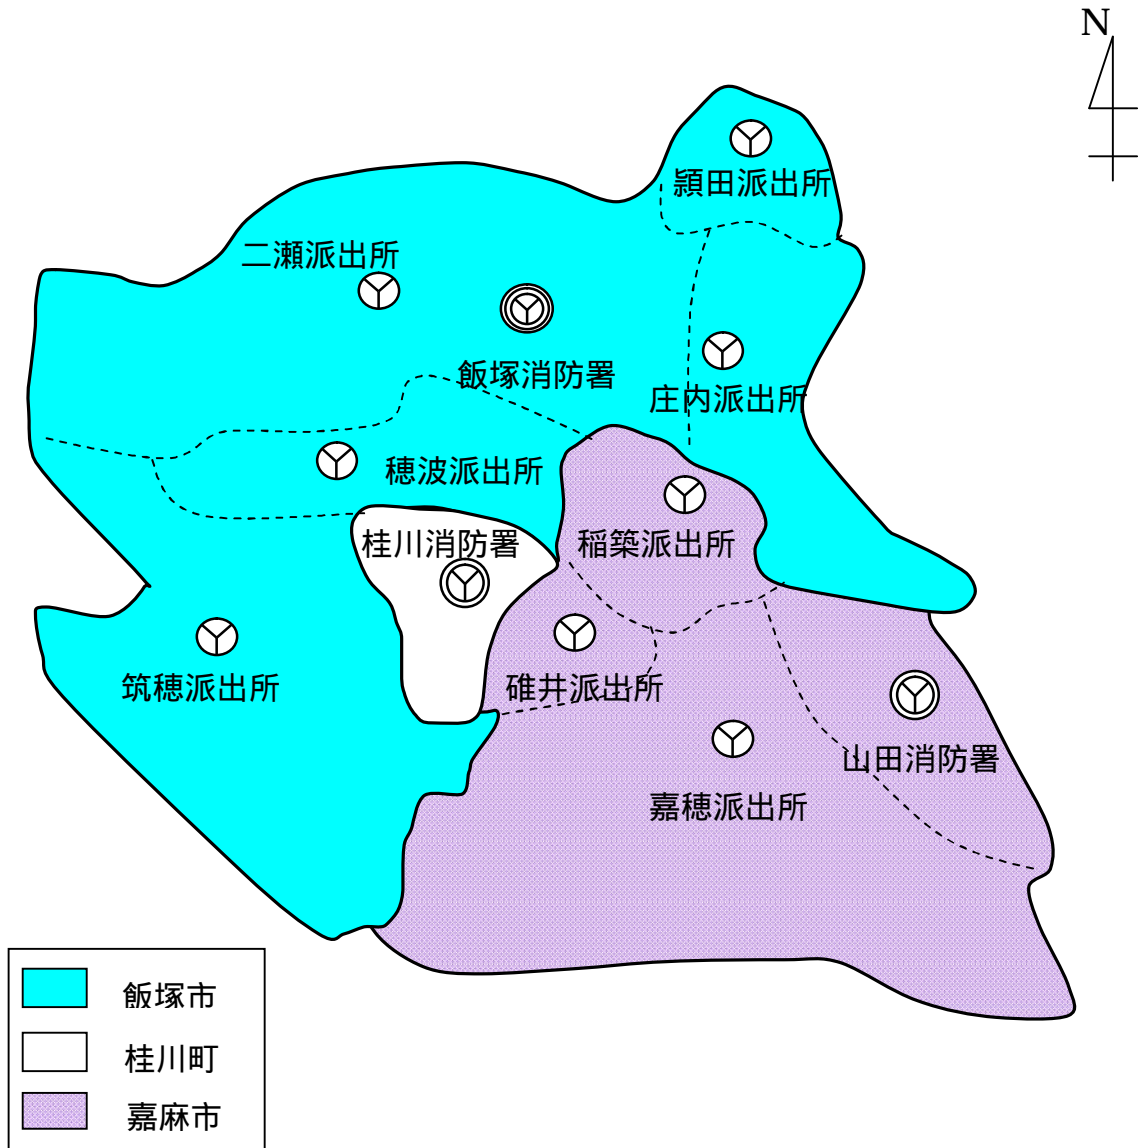 N
頴田派出所
二瀬派出所
飯塚消防署
庄内派出所
穂波派出所
桂川消防署
稲築派出所
筑穂派出所
碓井派出所
山田消防署
嘉穂派出所
飯塚市
桂川町
嘉麻市